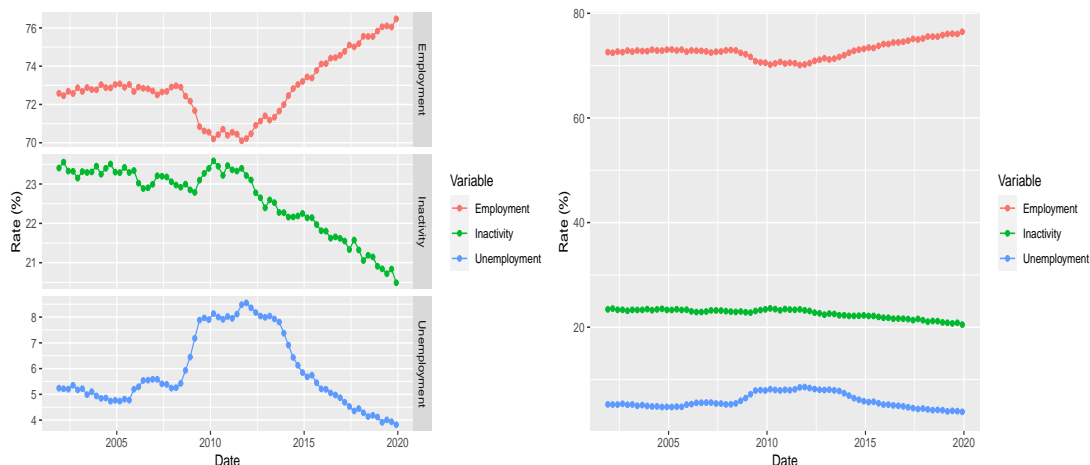 76
74
72
70
Employment
23
22
21
Inactivity
8
7
6
5
4
Unemployment
Rate (%)
2005
2010
2015
2020
Date
Variable
Employment
Inactivity
Unemployment
80
60
40
20
Rate (%)
2005
2010
2015
2020
Date
Variable
Employment
Inactivity
Unemployment